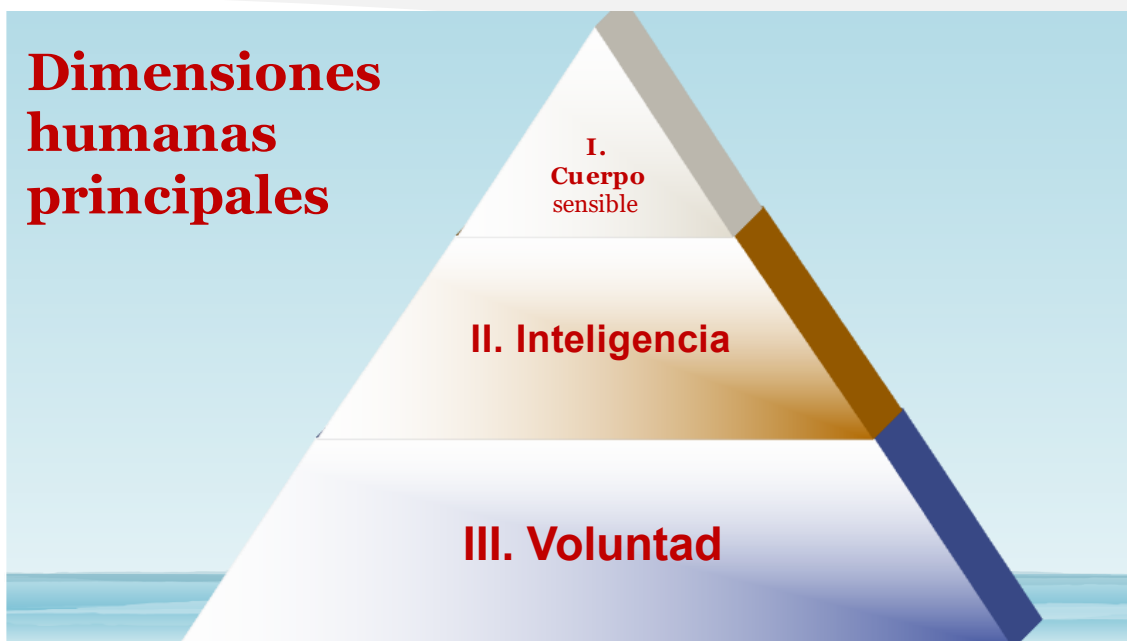 Dimensiones
humanas
principales
I.
Cuerpo
sensible
II. Inteligencia
III. Voluntad